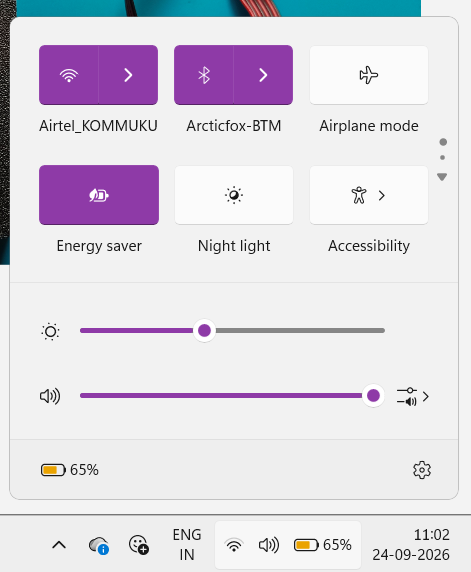 Airtel_KOMMUKU
Arcticfox-BTM
Airplane mode
Energy saver
Night light
Accessibility
65%
ENG
IN
65%
11:02
24-09-2026